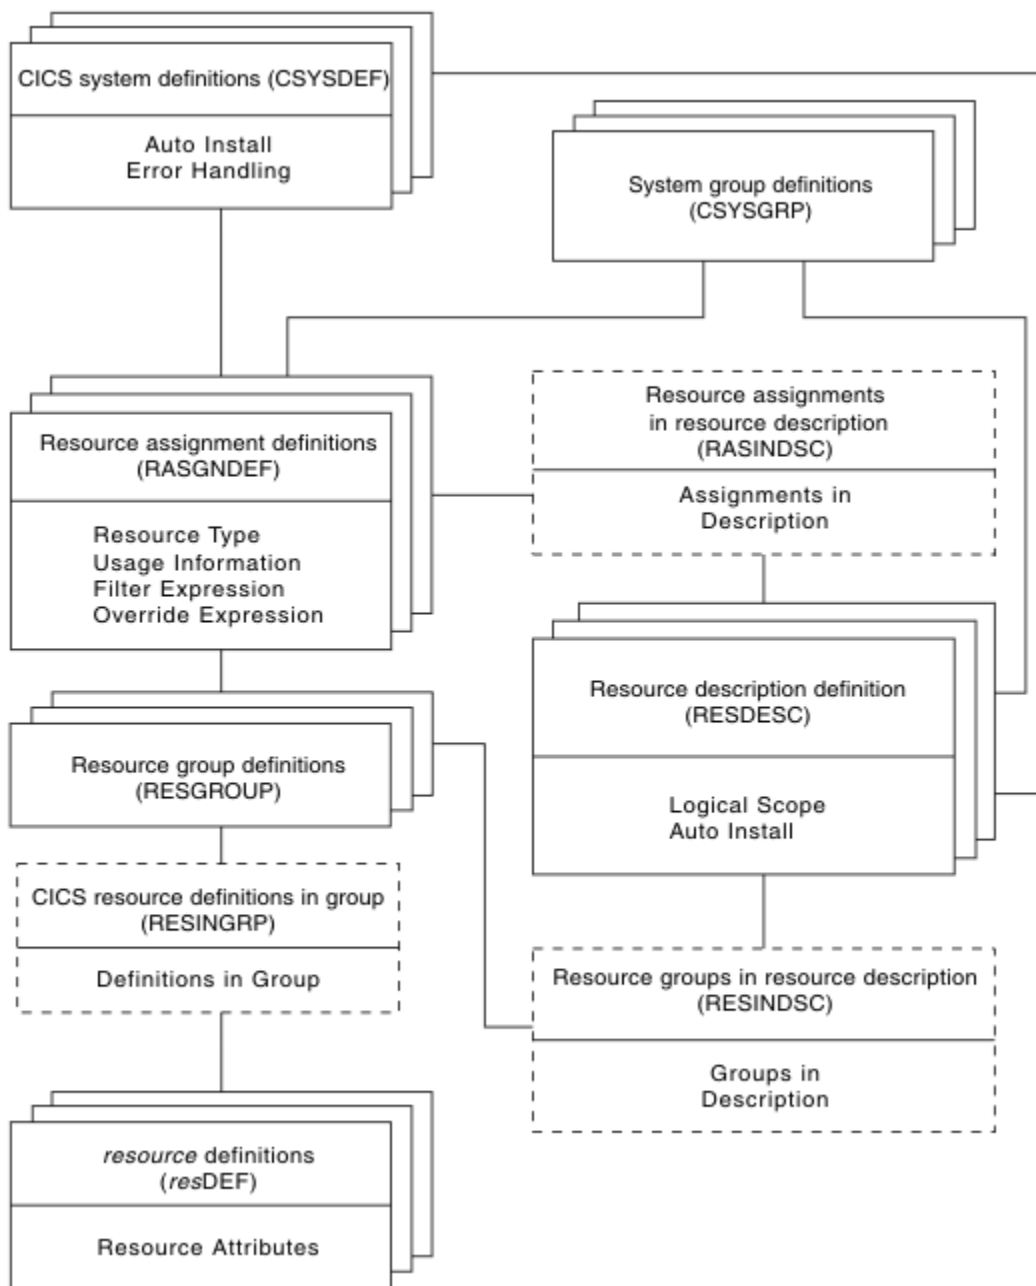 CICS system definitions (CSYSDEF)
Auto Install
Error Handling
System group definitions
(CSYSGRP)
Resource assignment definitions
(RASGNDEF)
Resource Type
Usage Information
Filter Expression
Override Expression
Resource assignments
in resource description
(RASINDSC)
Assignments in
Description
Resource description definition
(RESDESC)
Logical Scope
Auto Install
Resource group definitions
(RESGROUP)
CICS resource definitions in group
(RESINGRP)
Definitions in Group
Resource groups in resource description
(RESINDSC)
Groups in
Description
resource definitions
(resDEF)
Resource Attributes